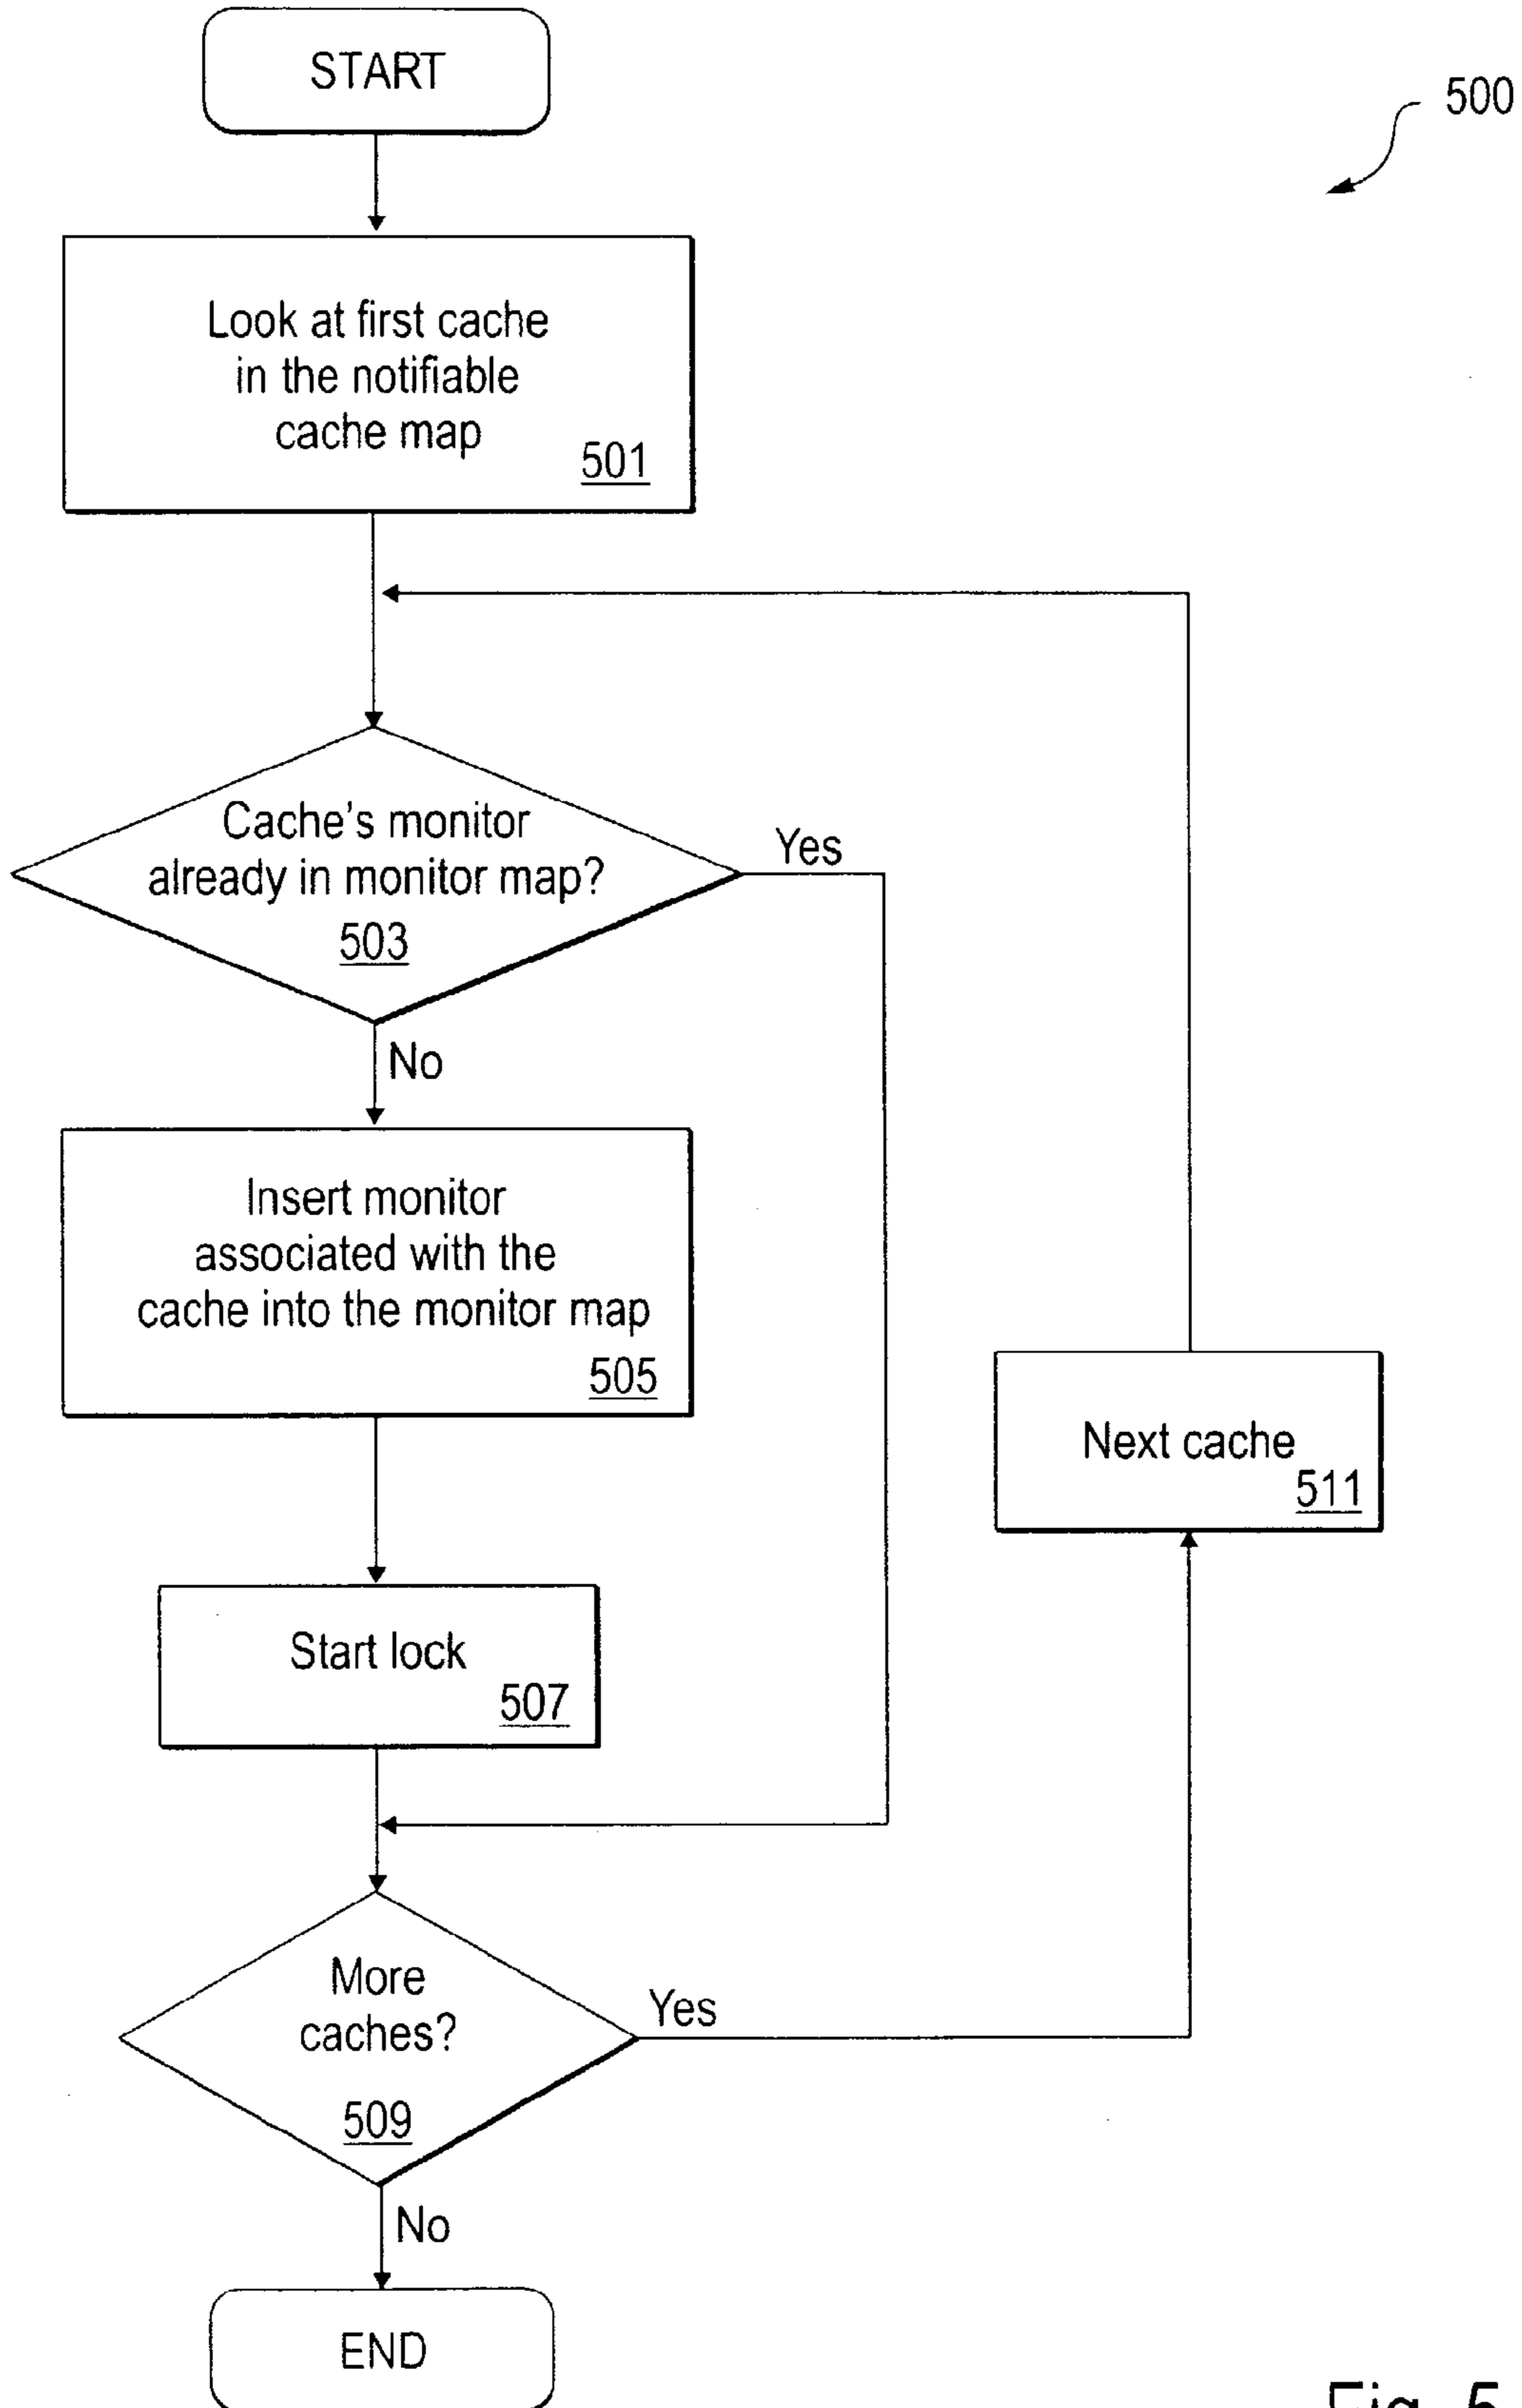 START
500
Look at first cache
in the notifiable
cache map
501
Cache's monitor
already in monitor map?
503
Yes
No
Insert monitor
associated with the
cache into the monitor map
505
Next cache
511
Start lock
507
More
caches?
509
Yes
No
END
Fig. 5